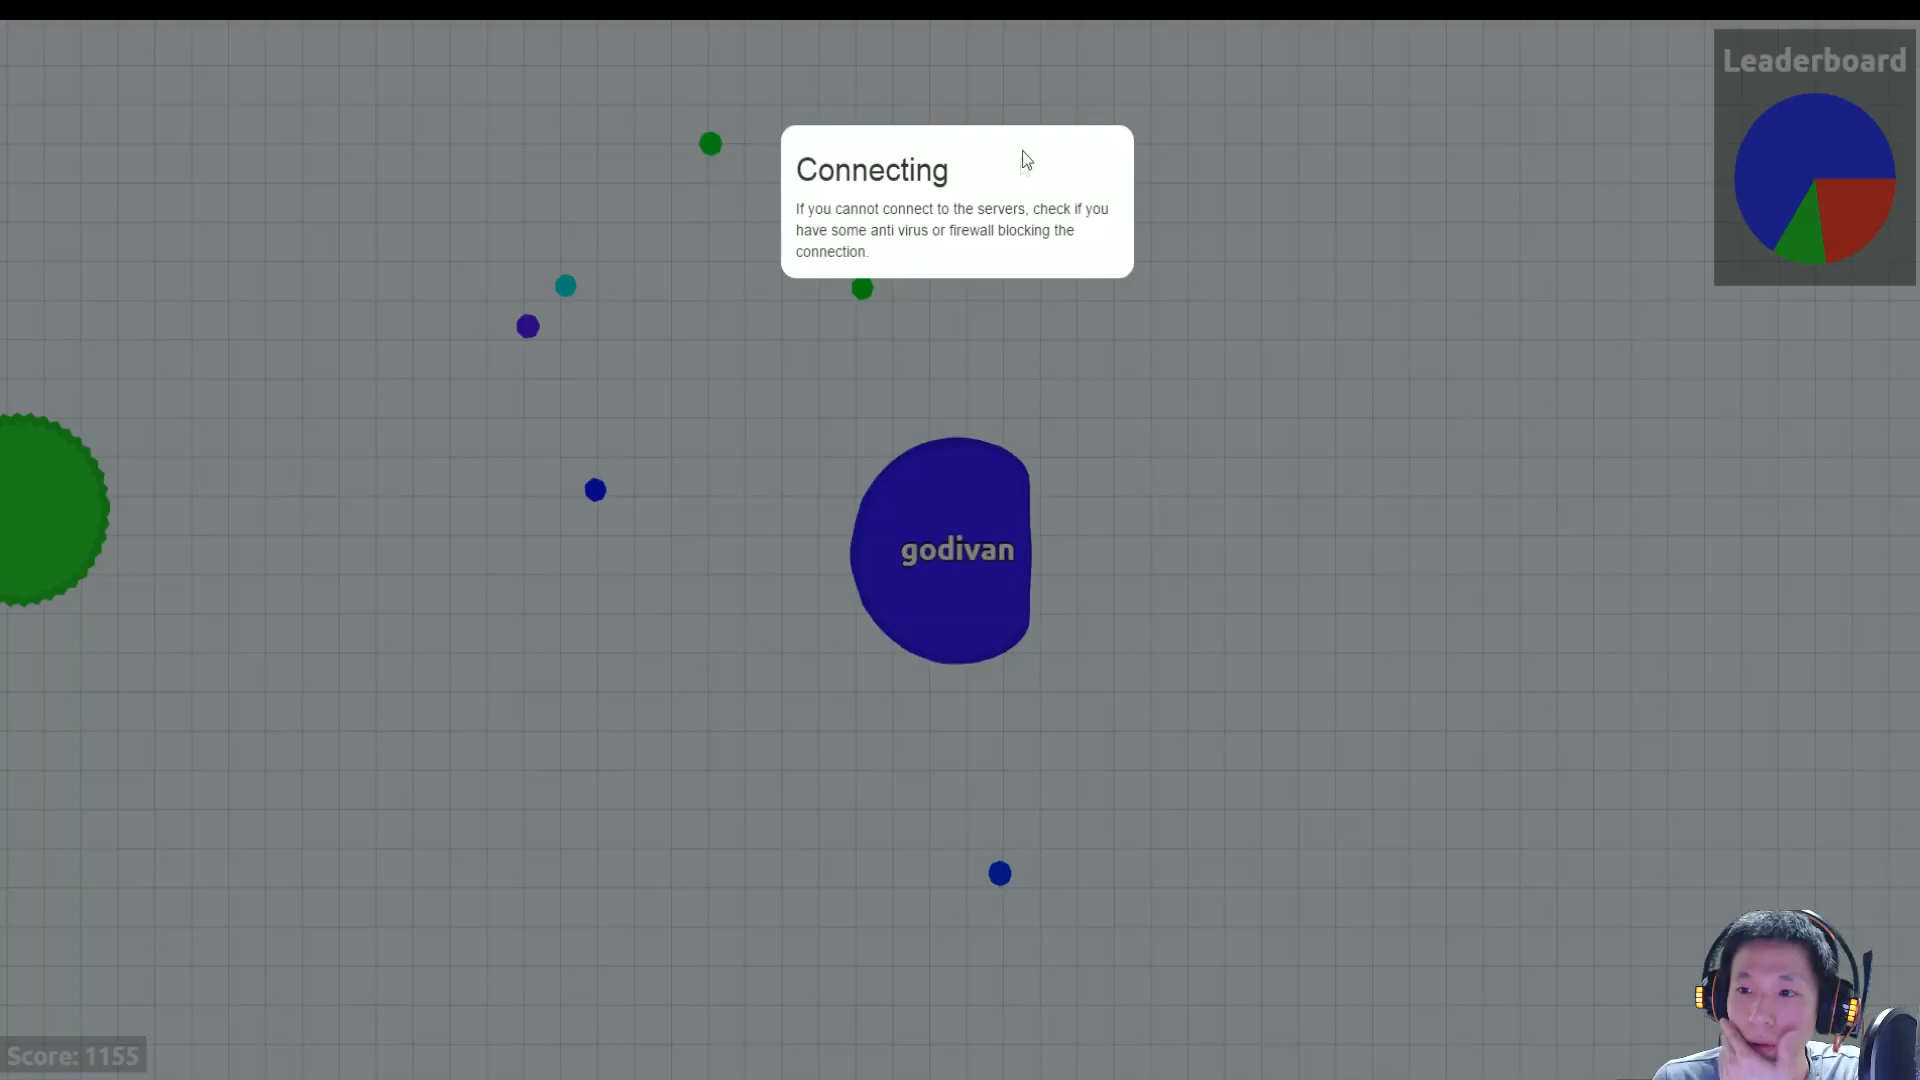 Leaderboard
Connecting
If you cannot connect to the servers, check if you
have some anti virus or firewall blocking the
connection.
godivan
Score: 1155